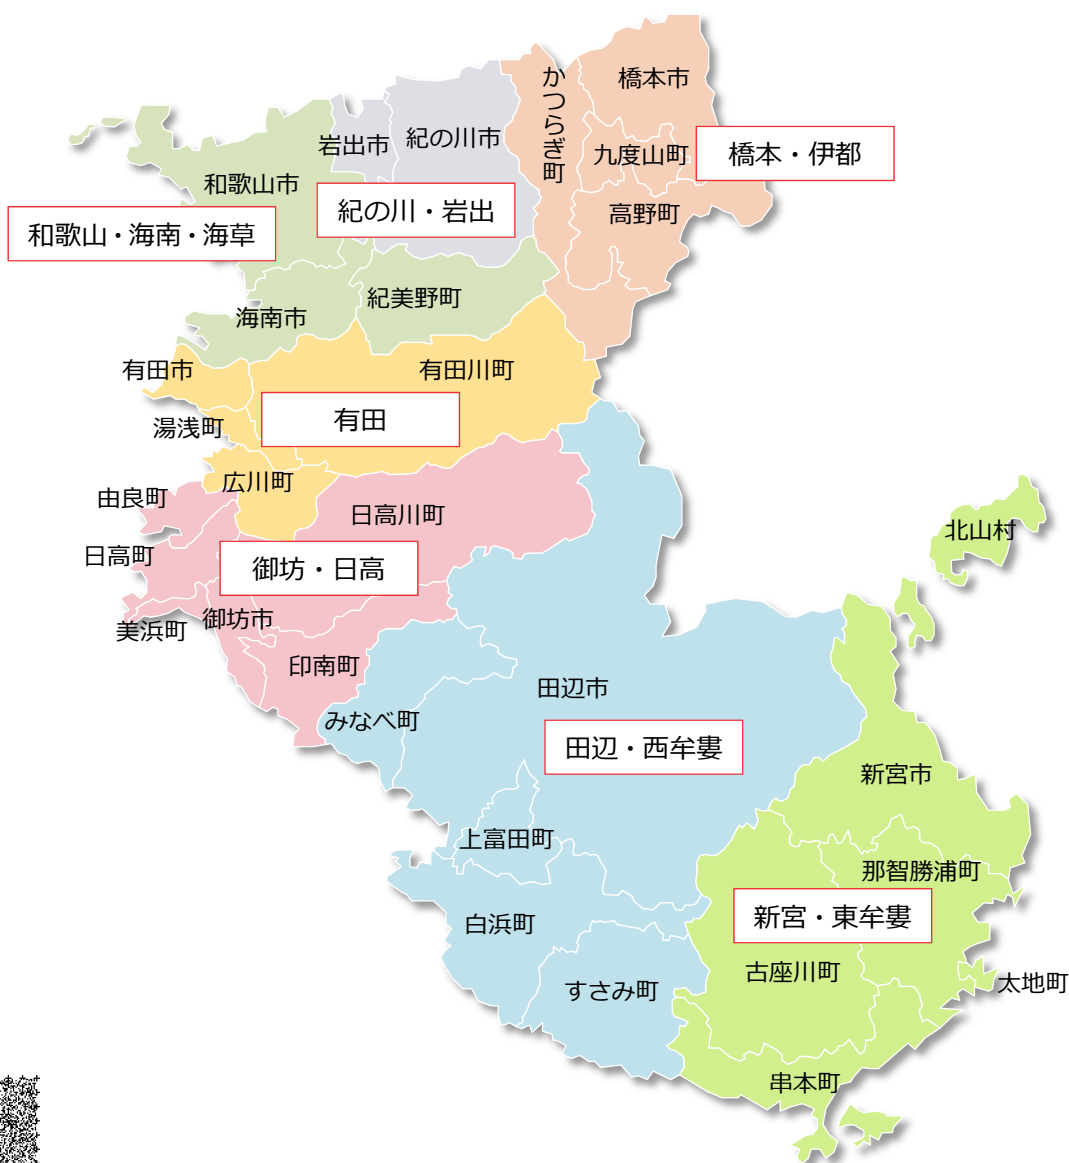 かつらぎ町
橋本市
岩出市
紀の川市
九度山町
橋本・伊都
和歌山市
紀の川・岩出
高野町
和歌山・海南・海草
紀美野町
海南市
有田市
有田川町
有田
湯浅町
広川町
由良町
日高川町
北山村
日高町
御坊・日高
御坊市
美浜町
印南町
田辺市
みなべ町
田辺・西牟婁
新宮市
上富田町
那智勝浦町
新宮・東牟婁
白浜町
古座川町
太地町
すさみ町
串本町